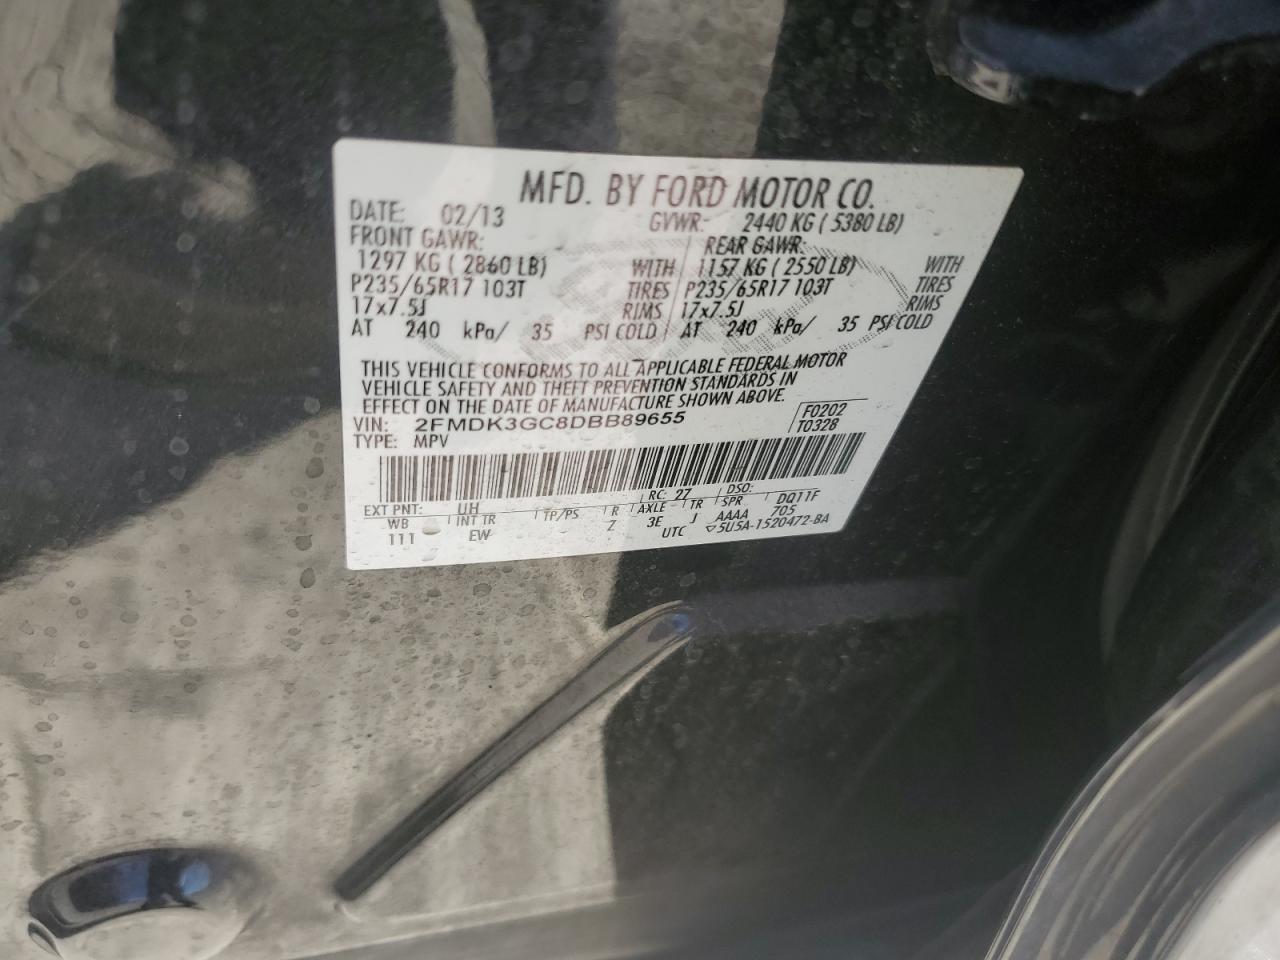 MFD. BY FORD MOTOR CO.
DATE: 02/13 GVWR: 2440 KG ( 5380 LB)
FRONT GAWR: REAR GAWR:
1297 KG ( 2860 LB) WITH 1157 KG ( 2550 LB) WITH
P235/65R17 103T TIRES P235/65R17 103T TIRES
17x7.5J RIMS 17x7.5J RIMS
AT 240 kPa/ 35 PSI COLD AT 240 kPa/ 35 PSI COLD
THIS VEHICLE CONFORMS TO ALL APPLICABLE FEDERAL MOTOR
VEHICLE SAFETY AND THEFT PREVENTION STANDARDS IN
EFFECT ON THE DATE OF MANUFACTURE SHOWN ABOVE.
VIN: 2FMDK3GC8DBB89655 F0202
TYPE: MPV T0328
EXT PNT: UH RC: 27 DSO:
WB INT TR TP/PS R AXLE TR SPR DQ11F
111 EW Z 3E J AAAA 705
UTC 5U5A-1520472-BA